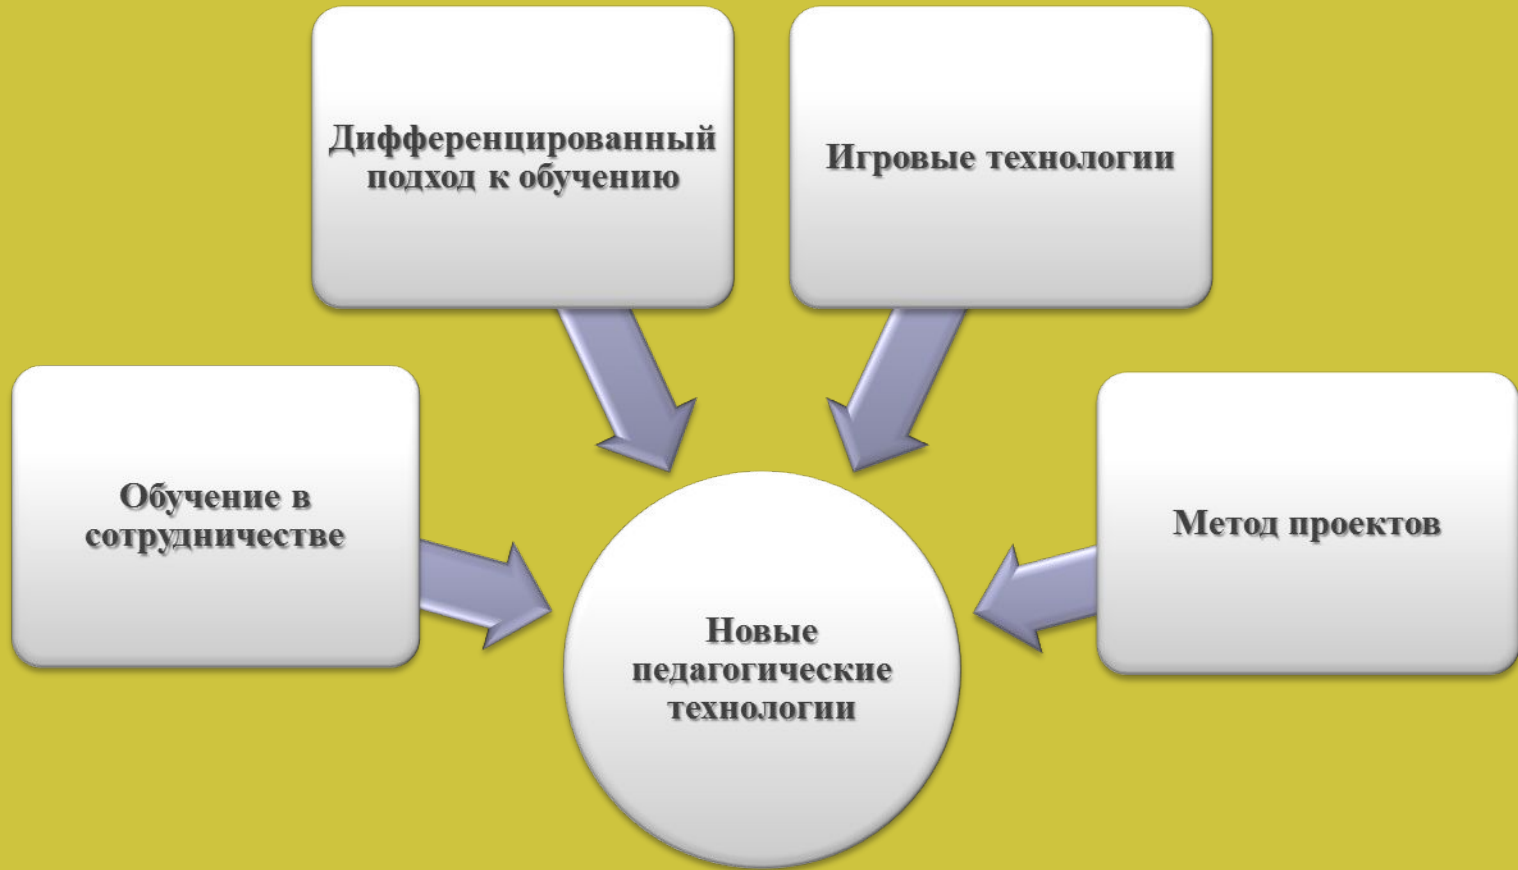 Дифференцированный
подход к обучению
Игровые технологии
Обучение в
сотрудничестве
Метод проектов
Новые
педагогические
технологии